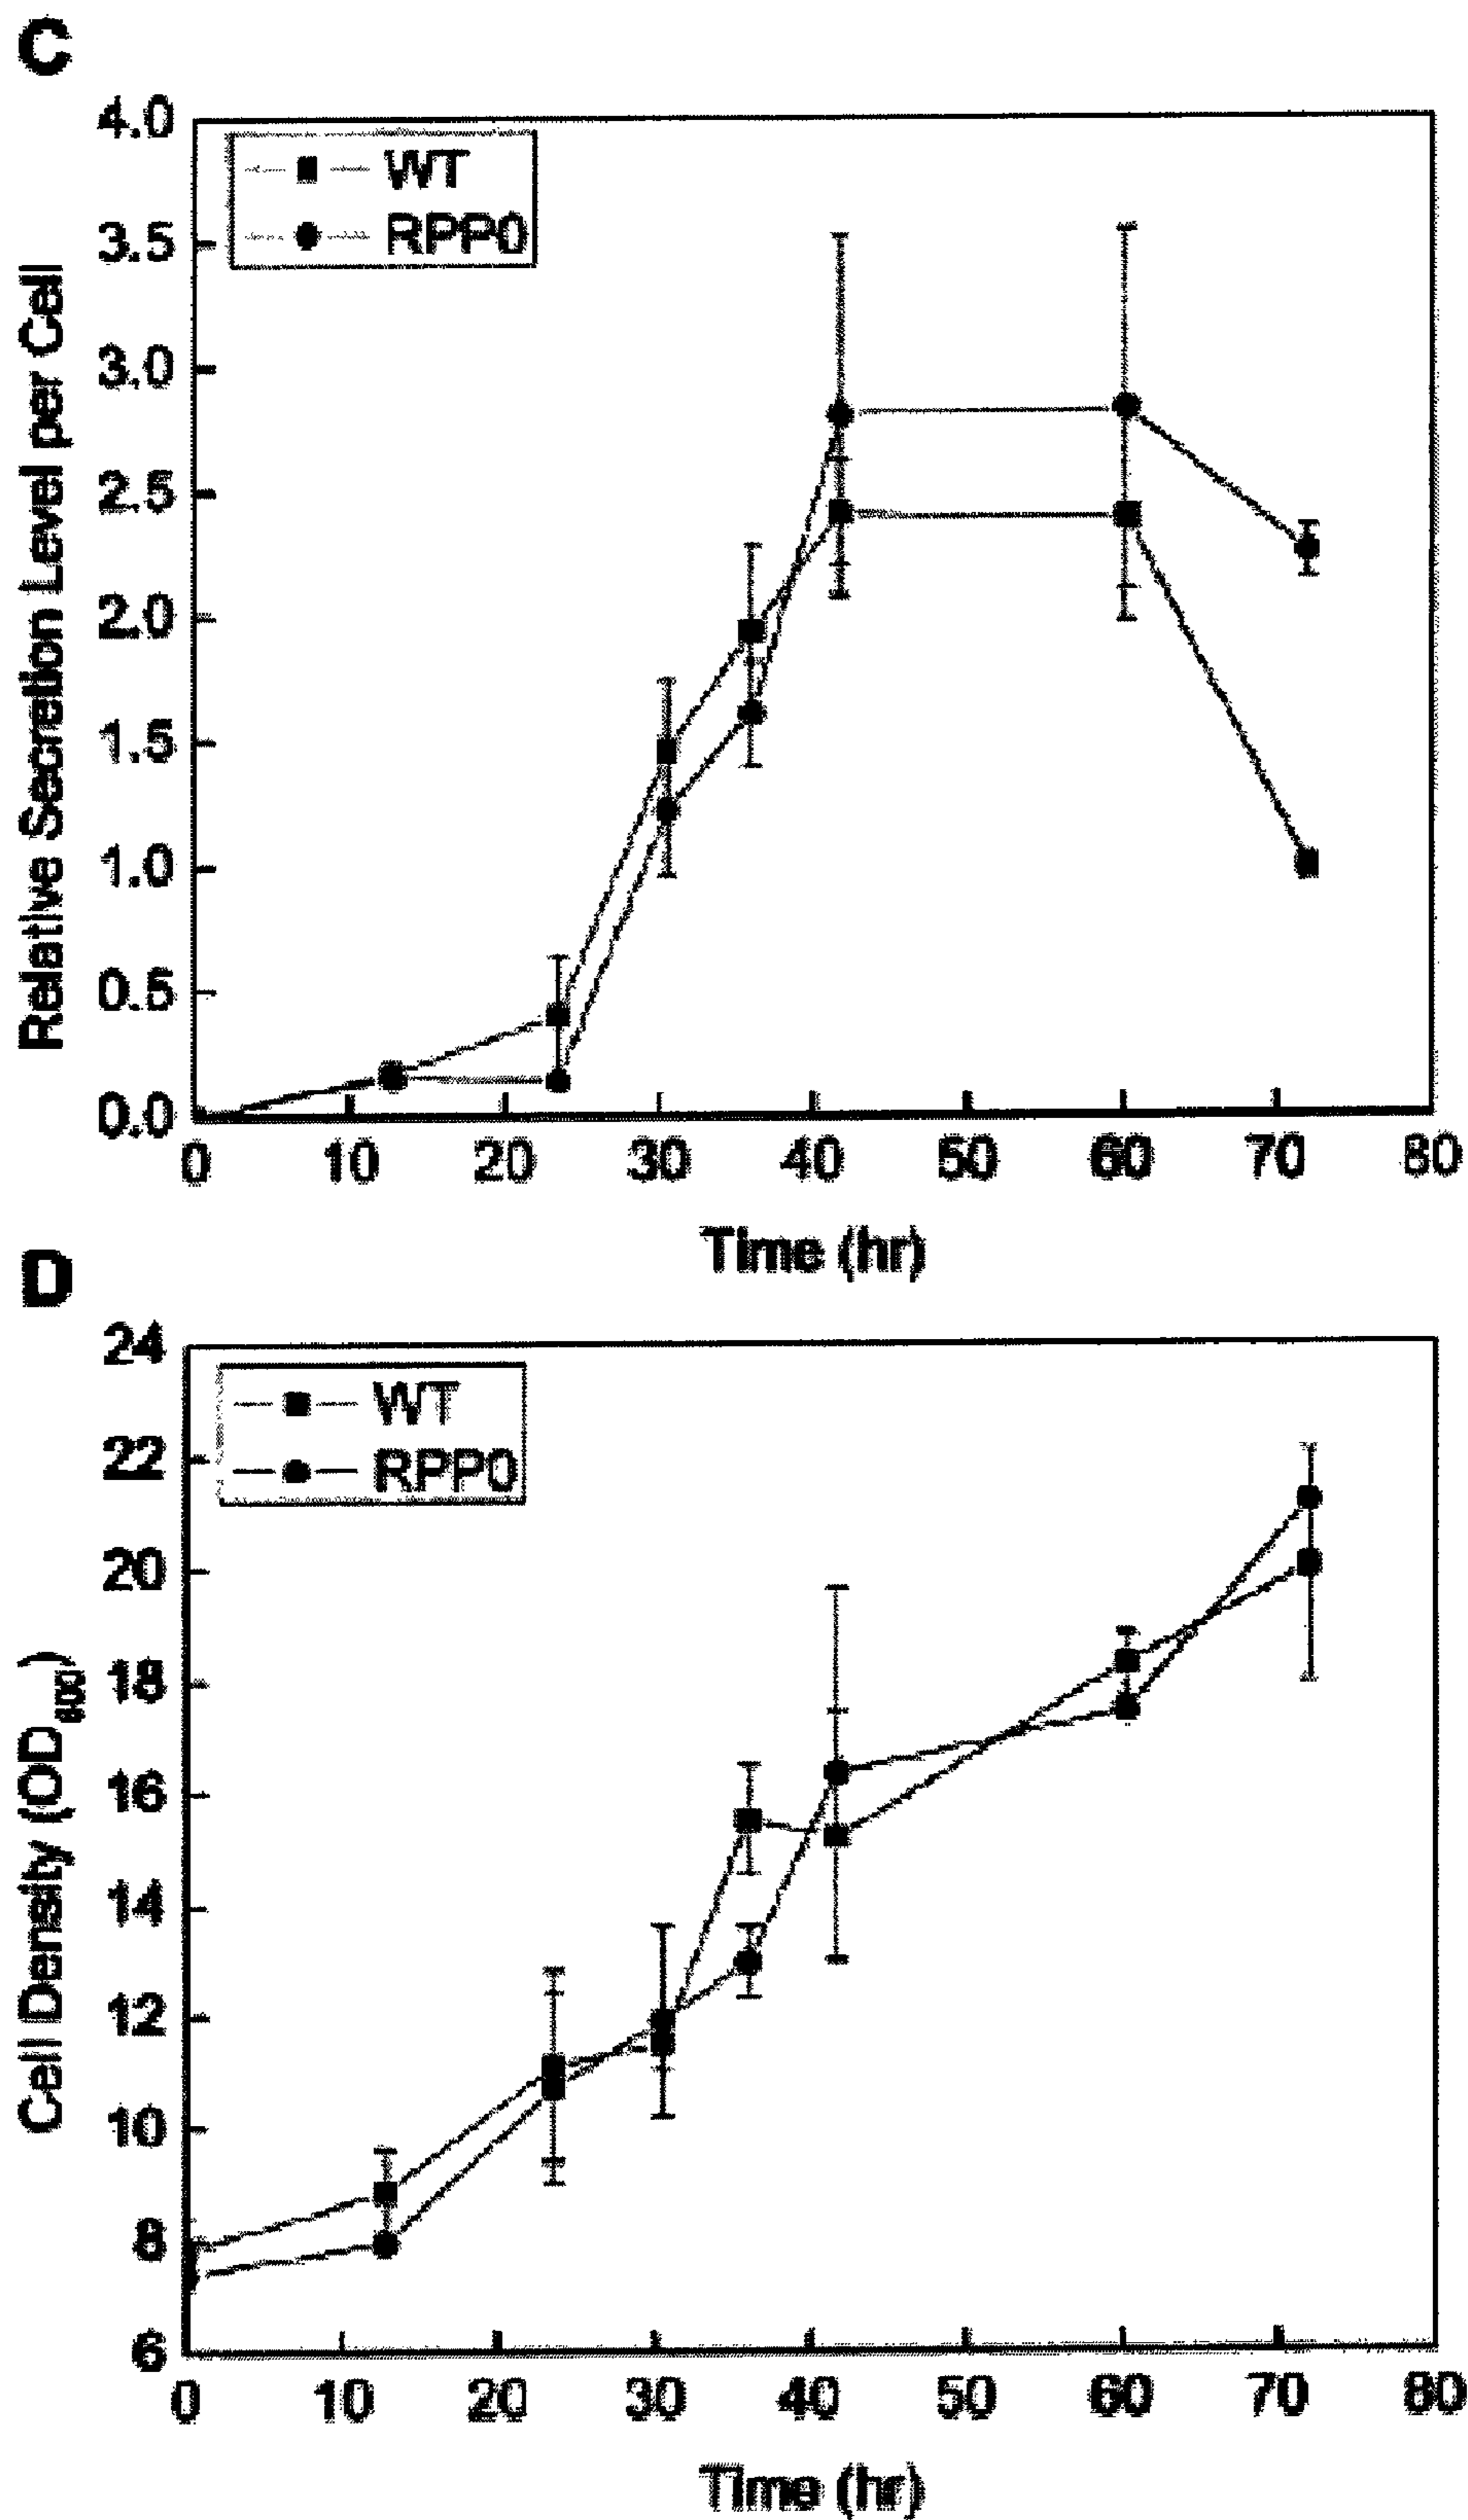 C
4.0
WT
RPP0
3.5
3.0
2.5
2.0
1.5
1.0
0.5
0.0
Relative Secretion Level per Cell
0 10 20 30 40 50 60 70 80
Time (hr)
D
24
WT
RPP0
22
20
18
16
14
12
10
8
6
Cell Density (OD600)
0 10 20 30 40 50 60 70 80
Time (hr)